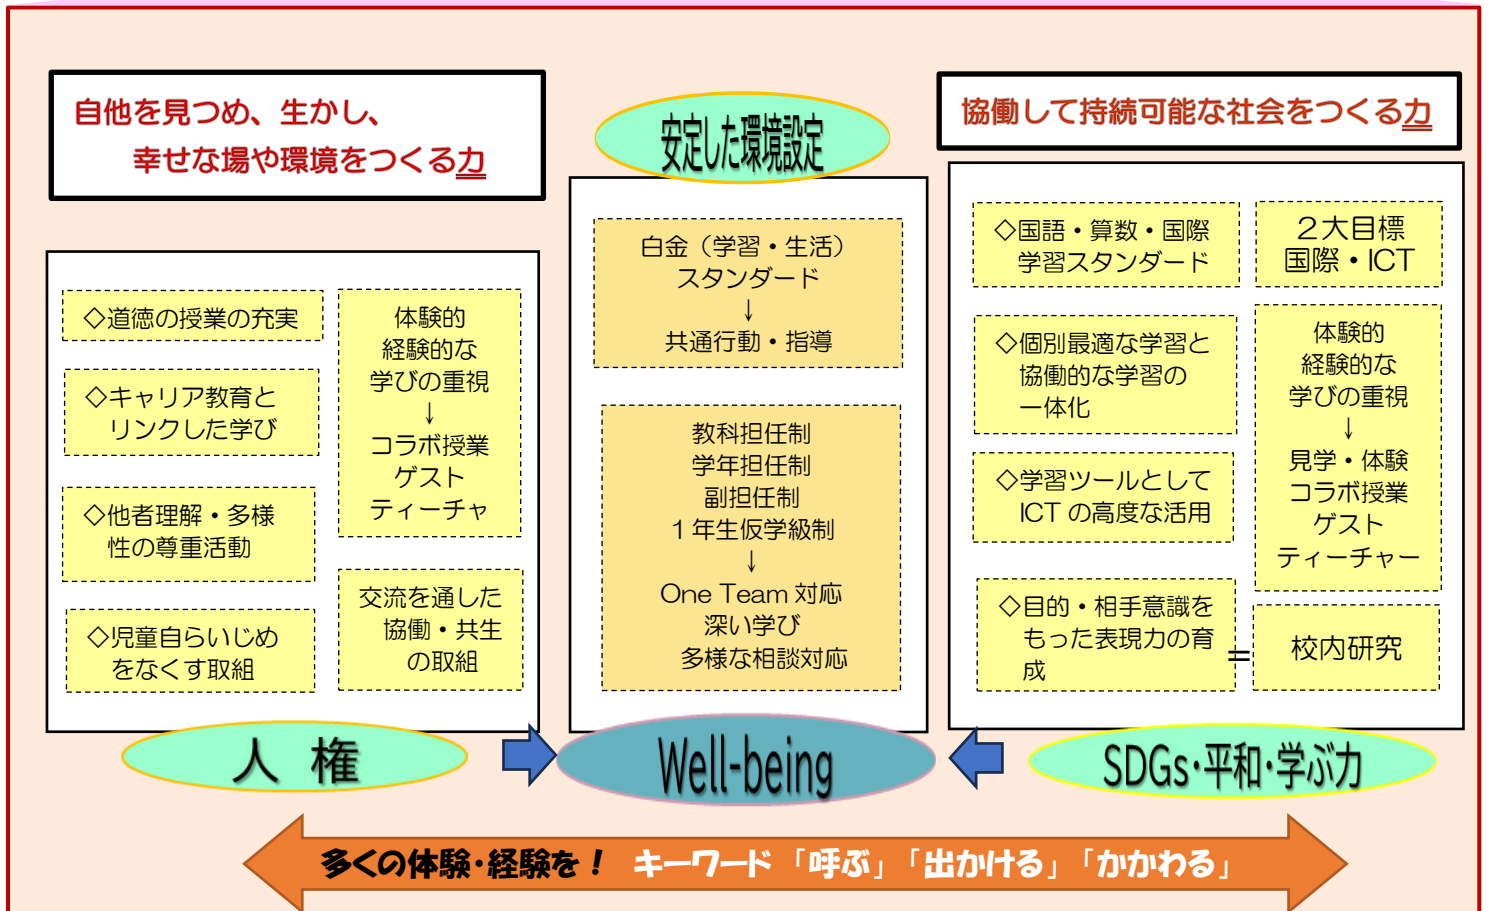 自他を見つめ、生かし、
幸せな場や環境をつくる力
◇道徳の授業の充実
◇キャリア教育と
リンクした学び
◇他者理解・多様
性の尊重活動
◇児童自らいじめ
をなくす取組
体験的
経験的な
学びの重視
↓
コラボ授業
ゲスト
ティーチャ
交流を通した
協働・共生
の取組
人 権
安定した環境設定
白金（学習・生活）
スタンダード
↓
共通行動・指導
教科担任制
学年担任制
副担任制
１年生仮学級制
↓
One Team 対応
深い学び
多様な相談対応
Well-being
協働して持続可能な社会をつくる力
◇国語・算数・国際
学習スタンダード
◇個別最適な学習と
協働的な学習の
一体化
◇学習ツールとして
ICT の高度な活用
◇目的・相手意識を
もった表現力の育
成
＝
２大目標
国際・ICT
体験的
経験的な
学びの重視
↓
見学・体験
コラボ授業
ゲスト
ティーチャー
校内研究
SDGs・平和・学ぶ力
多くの体験・経験を！ キーワード「呼ぶ」「出かける」「かかわる」